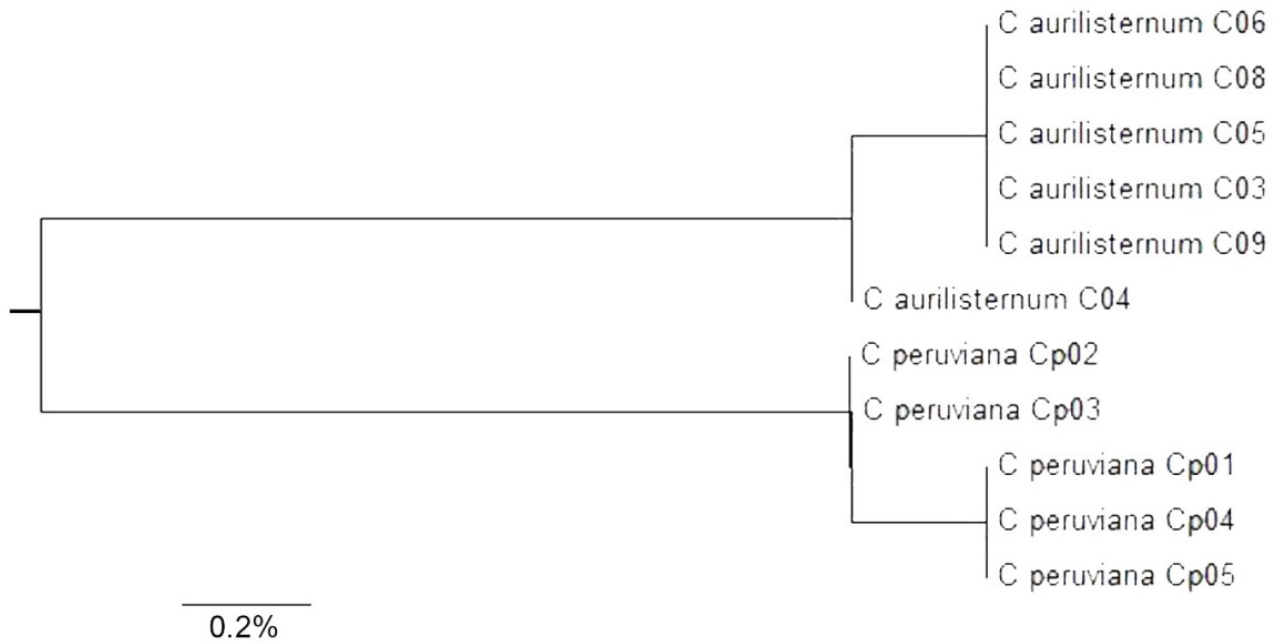 C aurilisternum C06
C aurilisternum C08
C aurilisternum C05
C aurilisternum C03
C aurilisternum C09
C aurilisternum C04
C peruviana Cp02
C peruviana Cp03
C peruviana Cp01
C peruviana Cp04
C peruviana Cp05
0.2%